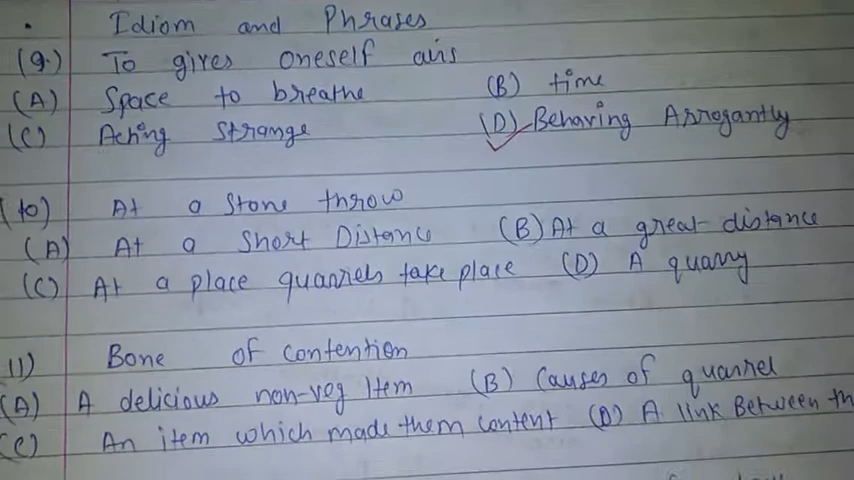 Idiom and Phrases
(9.) To gives oneself airs
(A) Space to breathe (B) time
(C) Aching Strange (D) Behaving Arrogantly
(10) At a Stone throw
(A) At a Short Distance (B) At a great distance
(C) At a place quarrels take place (D) A quarry
11) Bone of contention
(A) A delicious non-veg Item (B) Causes of quarrel
(C) An item which made them content (D) A link Between